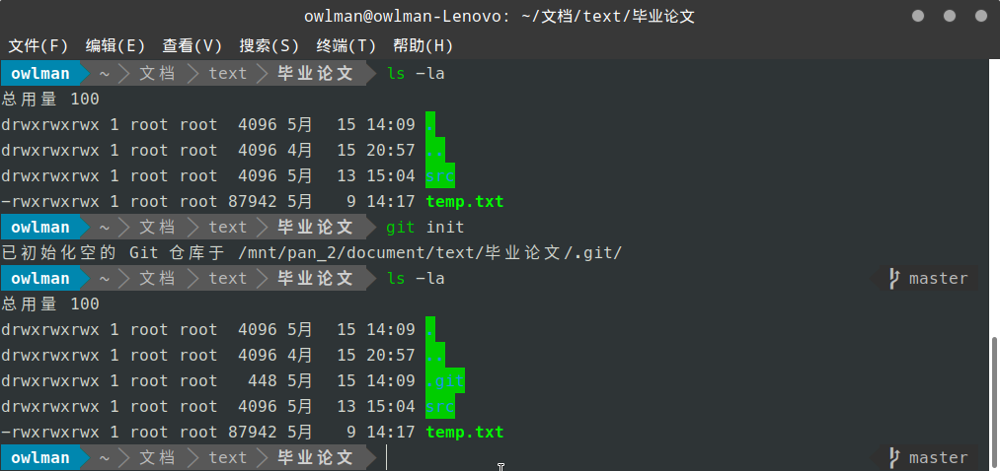 owlman@owlman-Lenovo: ~/文档/text/毕业论文
文件(F) 编辑(E) 查看(V) 搜索(S) 终端(T) 帮助(H)
owlman ~ 文档 text 毕业论文 ls -la
总用量 100
drwxrwxrwx 1 root root 4096 5月 15 14:09 .
drwxrwxrwx 1 root root 4096 4月 15 20:57 ..
drwxrwxrwx 1 root root 4096 5月 13 15:04 src
-rwxrwxrwx 1 root root 87942 5月 9 14:17 temp.txt
owlman ~ 文档 text 毕业论文 git init
已初始化空的 Git 仓库于 /mnt/pan_2/document/text/毕业论文/.git/
owlman ~ 文档 text 毕业论文 ls -la master
总用量 100
drwxrwxrwx 1 root root 4096 5月 15 14:09 .
drwxrwxrwx 1 root root 4096 4月 15 20:57 ..
drwxrwxrwx 1 root root 448 5月 15 14:09 .git
drwxrwxrwx 1 root root 4096 5月 13 15:04 src
-rwxrwxrwx 1 root root 87942 5月 9 14:17 temp.txt
owlman ~ 文档 text 毕业论文 master